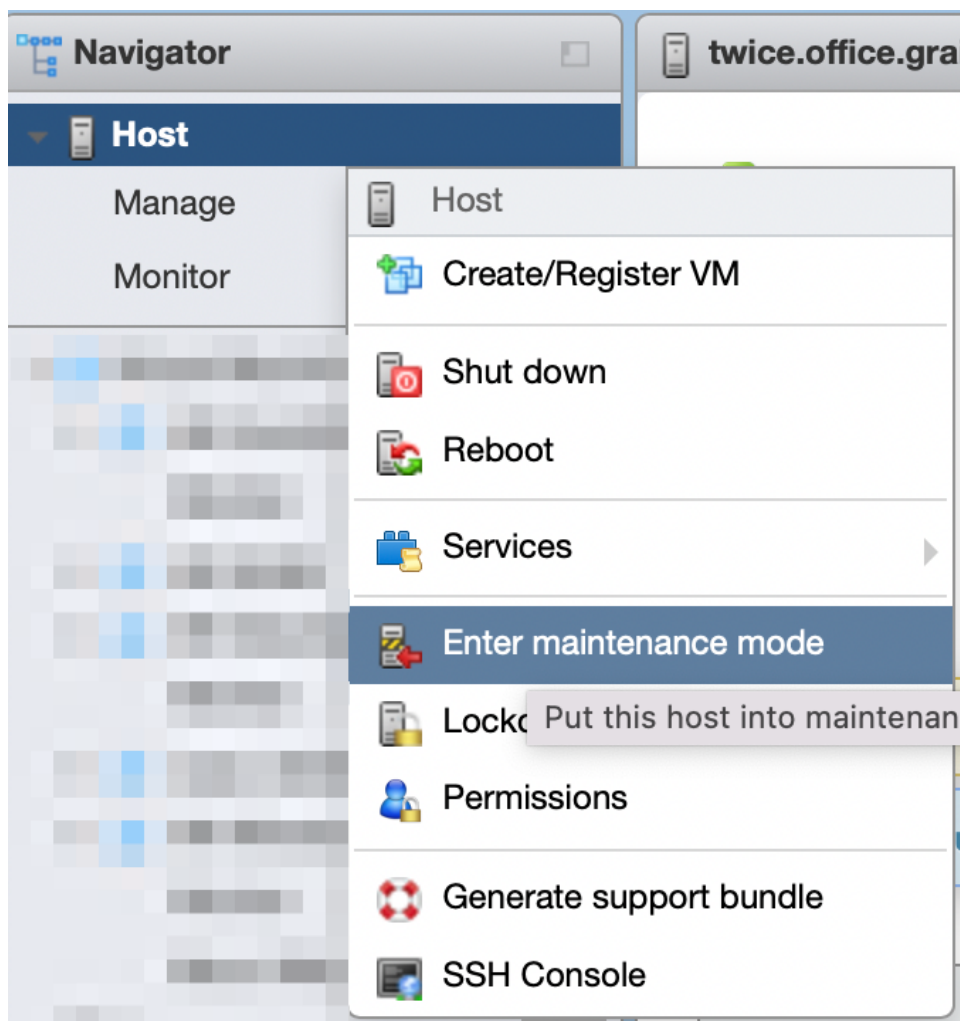 Navigator
twice.office.gra
Host
Manage
Monitor
Host
Create/Register VM
Shut down
Reboot
Services
Enter maintenance mode
Lockd
Put this host into maintenan
Permissions
Generate support bundle
SSH Console